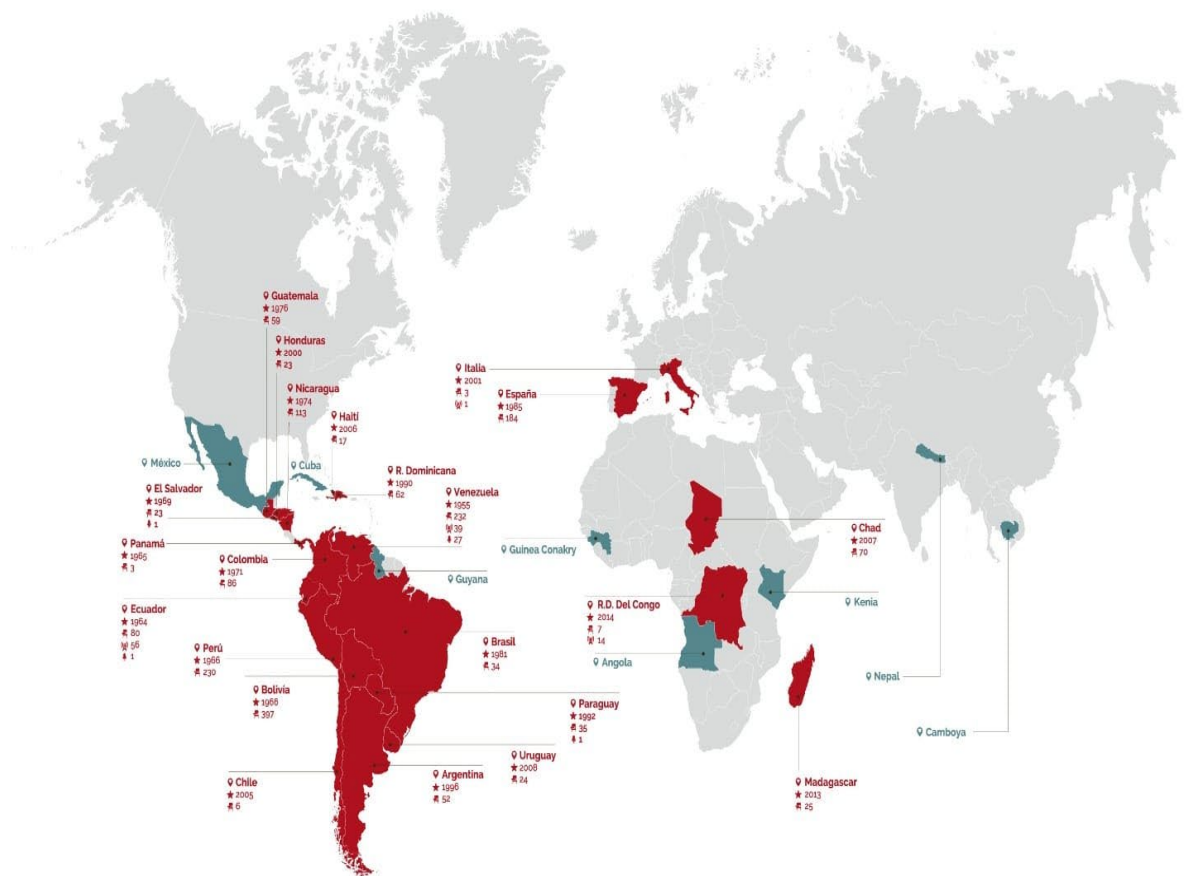 Guatemala
1976
59
Honduras
2000
23
Nicaragua
1974
113
Haití
2006
17
Italia
2001
3
1
España
1985
184
México
Cuba
R. Dominicana
1990
62
El Salvador
1969
23
1
Venezuela
1955
232
39
27
Panamá
1965
3
Colombia
1971
86
Guyana
Guinea Conakry
Chad
2007
70
Ecuador
1964
80
56
1
R.D. Del Congo
2014
7
14
Kenia
Perú
1966
230
Brasil
1981
34
Angola
Nepal
Bolivia
1966
397
Paraguay
1992
35
1
Camboya
Uruguay
2008
24
Chile
2005
6
Argentina
1996
52
Madagascar
2013
25